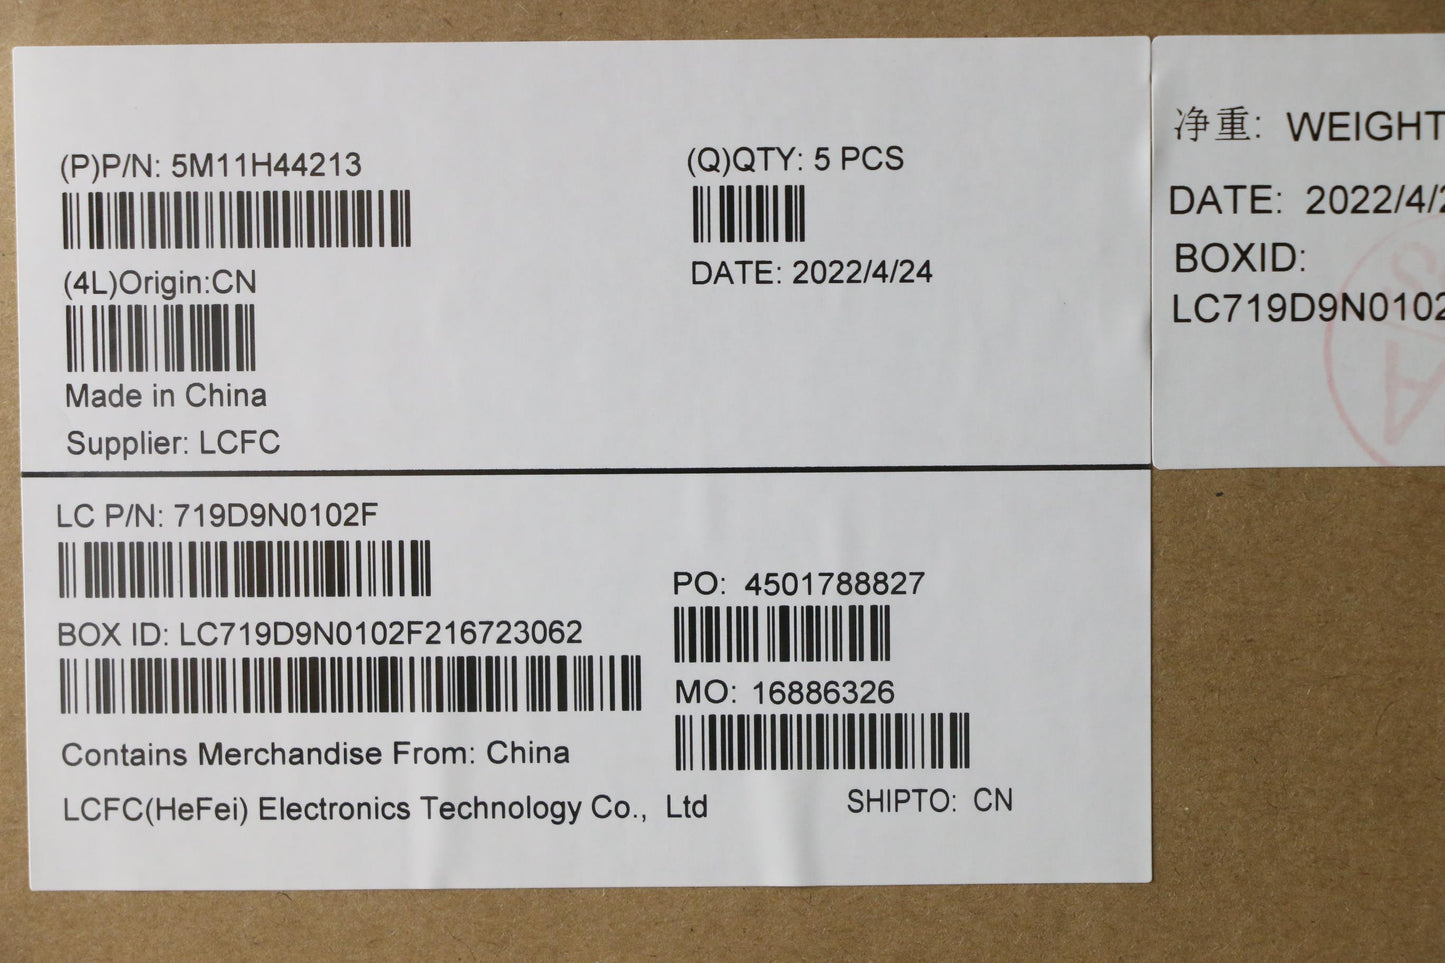 (P)P/N: 5M11H44213
(Q)QTY: 5 PCS
(4L)Origin:CN
DATE: 2022/4/24
Made in China
Supplier: LCFC
LC P/N: 719D9N0102F
BOX ID: LC719D9N0102F216723062
PO: 4501788827
MO: 16886326
Contains Merchandise From: China
LCFC(HeFei) Electronics Technology Co., Ltd
SHIPTO: CN
净重: WEIGHT
DATE: 2022/4/2
BOXID:
LC719D9N0102